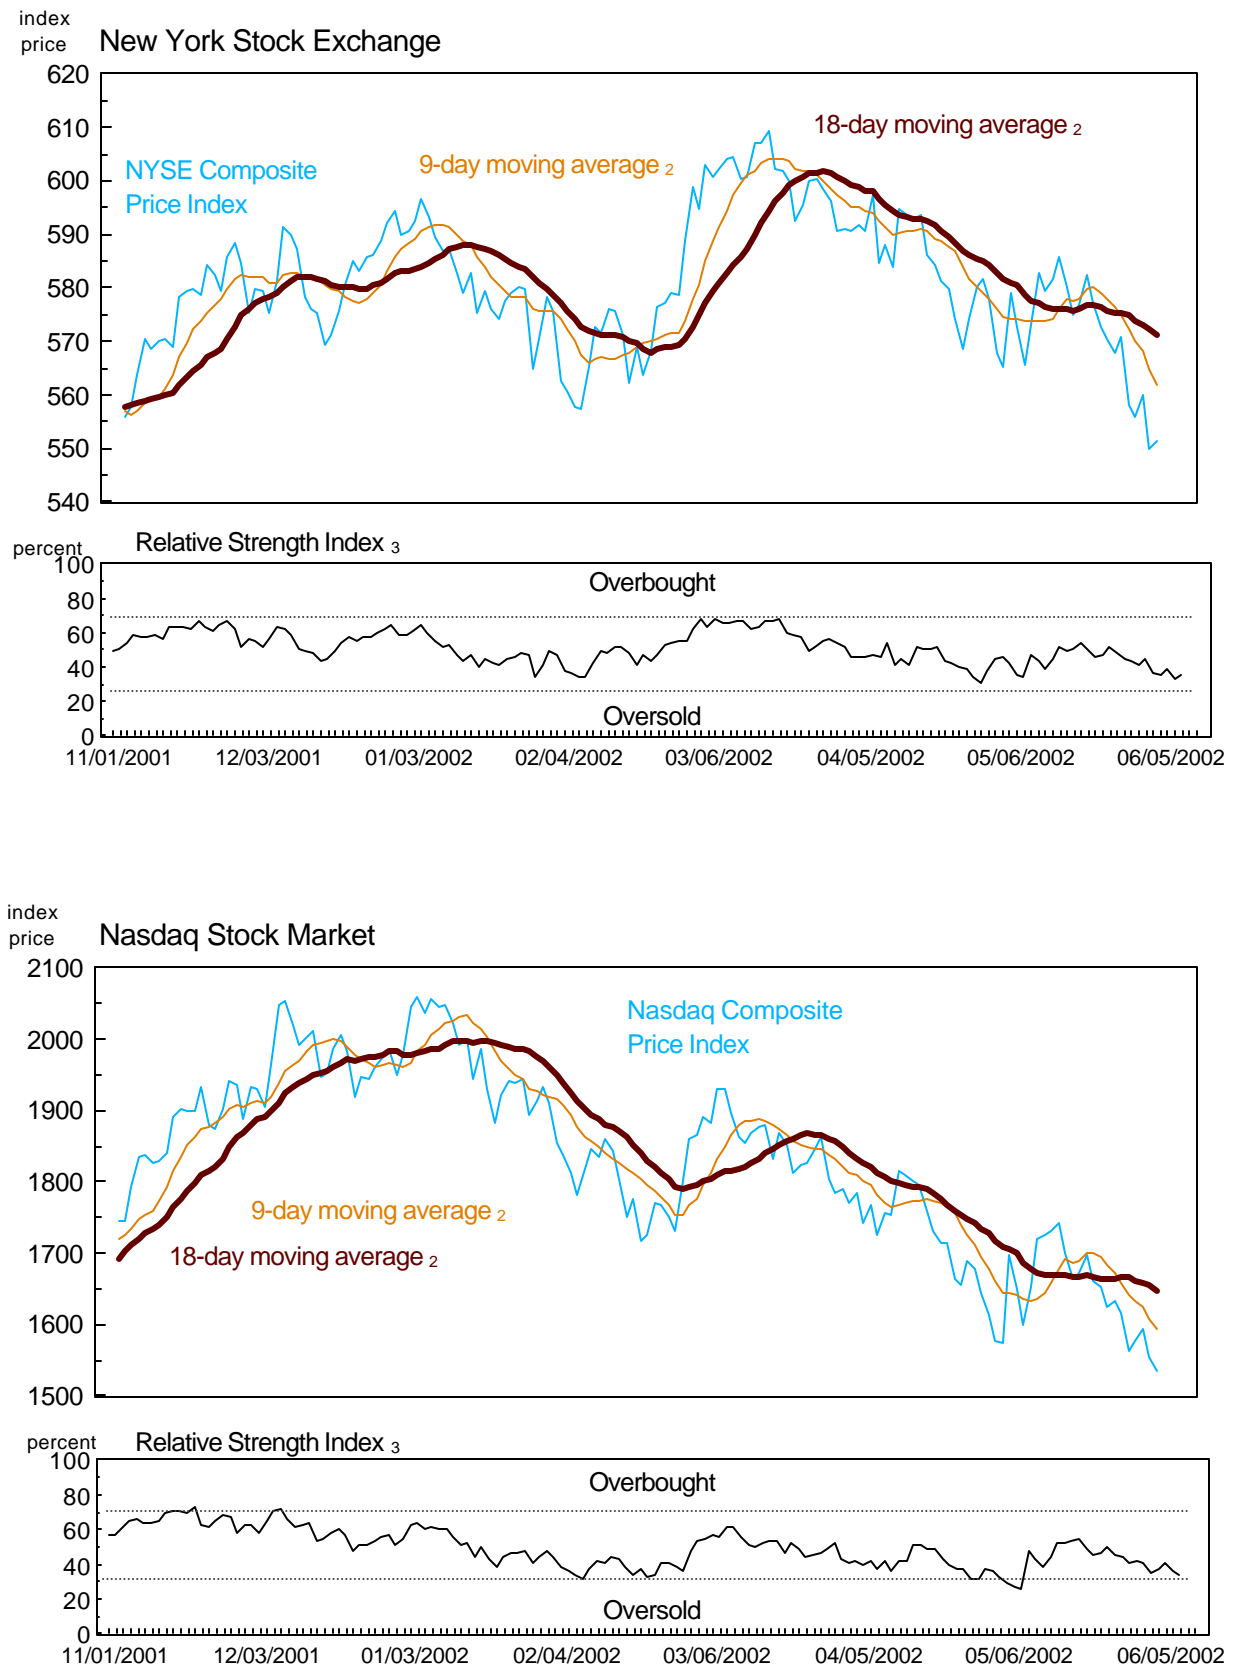 index
price
New York Stock Exchange
620
610
600
590
580
570
560
550
540
18-day moving average 2
9-day moving average 2
NYSE Composite
Price Index
percent
Relative Strength Index 3
100
80
60
40
20
0
Overbought
Oversold
11/01/2001 12/03/2001 01/03/2002 02/04/2002 03/06/2002 04/05/2002 05/06/2002 06/05/2002
index
price
Nasdaq Stock Market
2100
2000
1900
1800
1700
1600
1500
Nasdaq Composite
Price Index
9-day moving average 2
18-day moving average 2
percent
Relative Strength Index 3
100
80
60
40
20
0
Overbought
Oversold
11/01/2001 12/03/2001 01/03/2002 02/04/2002 03/06/2002 04/05/2002 05/06/2002 06/05/2002